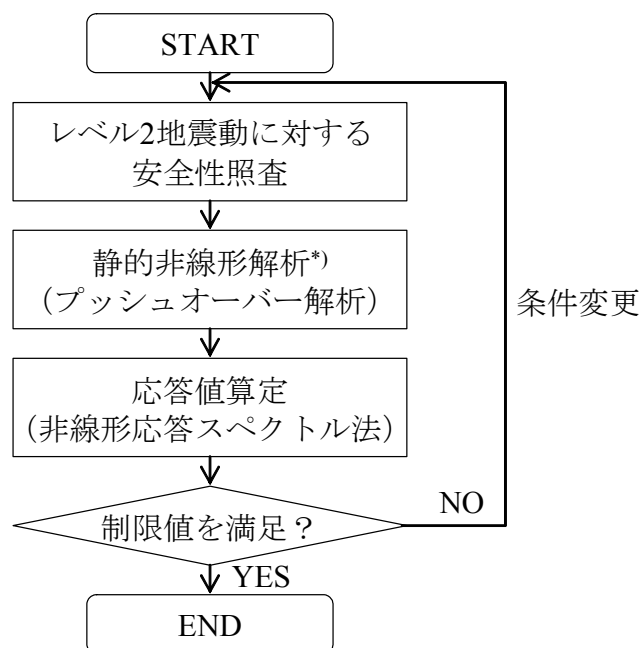 START
レベル2地震動に対する
安全性照査
静的非線形解析*)
(プッシュオーバー解析)
条件変更
応答値算定
(非線形応答スペクトル法)
制限値を満足？
NO
YES
END